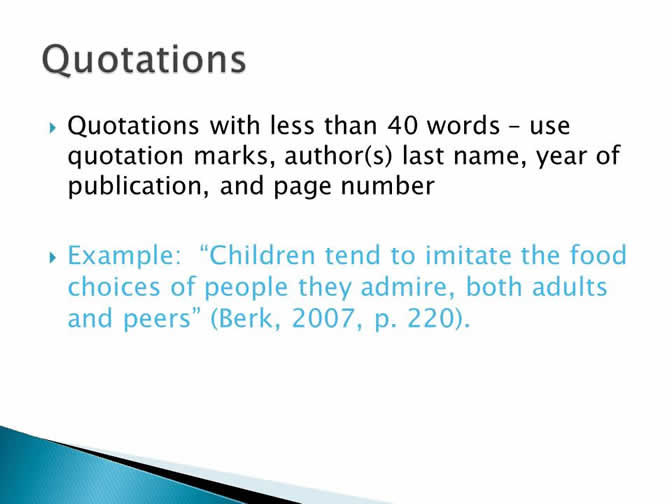 Quotations
Quotations with less than 40 words – use
quotation marks, author(s) last name, year of
publication, and page number
Example:  “Children tend to imitate the food
choices of people they admire, both adults
and peers” (Berk, 2007, p. 220).